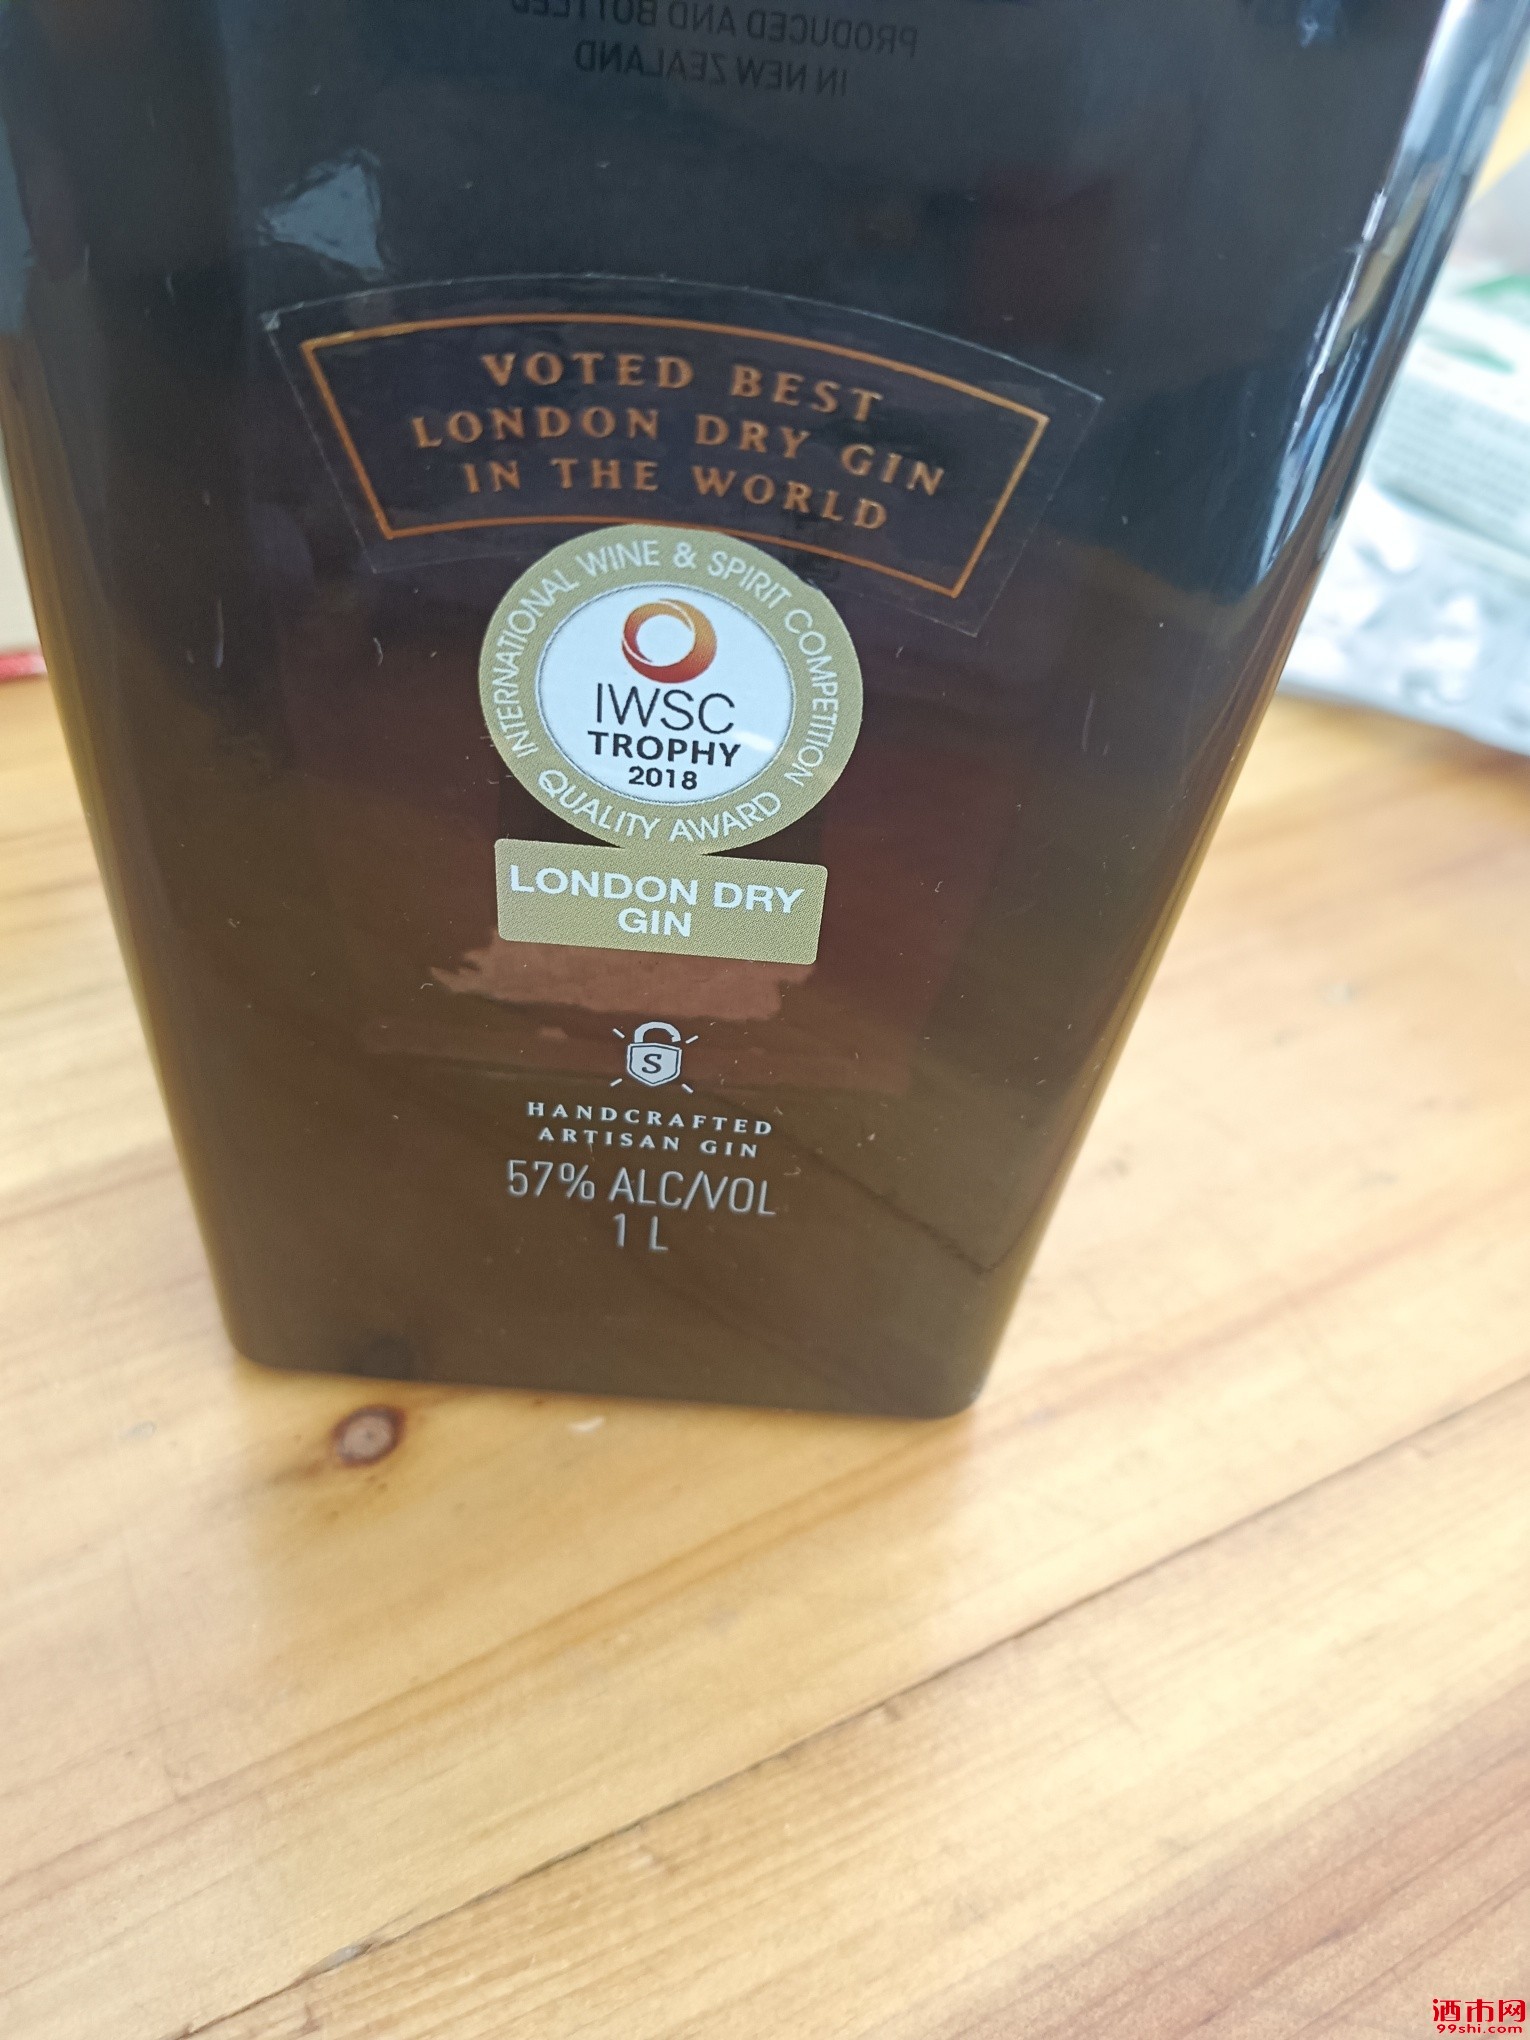 PRODUCED AND BOTTLED
IN NEW ZEALAND
VOTED BEST
LONDON DRY GIN
IN THE WORLD
INTERNATIONAL WINE & SPIRIT COMPETITION
IWSC
TROPHY
2018
QUALITY AWARD
LONDON DRY
GIN
S
HANDCRAFTED
ARTISAN GIN
57% ALC/VOL
1 L
酒市网
99shi.com